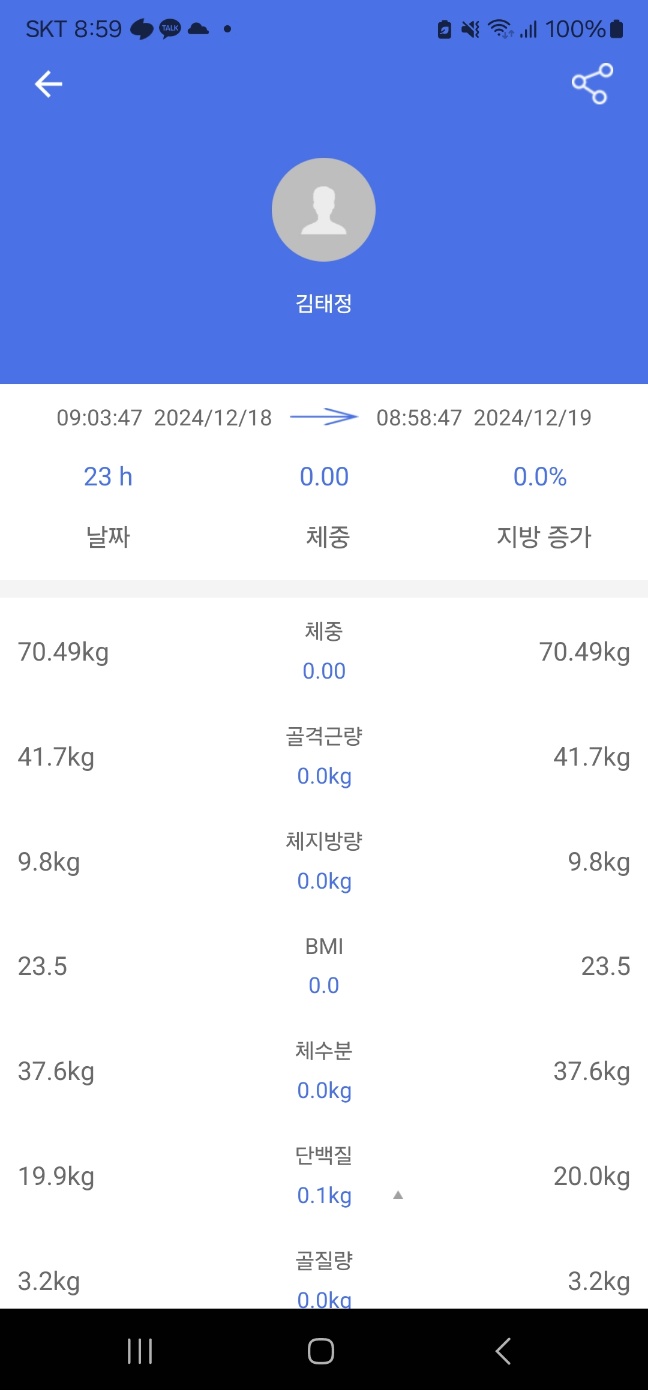 SKT 8:59 TALK 100%
김태정
09:03:47 2024/12/18 08:58:47 2024/12/19
23 h 0.00 0.0%
날짜 체중 지방 증가
체중
70.49kg 70.49kg
0.00
골격근량
41.7kg 41.7kg
0.0kg
체지방량
9.8kg 9.8kg
0.0kg
BMI
23.5 23.5
0.0
체수분
37.6kg 37.6kg
0.0kg
단백질
19.9kg 20.0kg
0.1kg
골질량
3.2kg 3.2kg
0.0kg